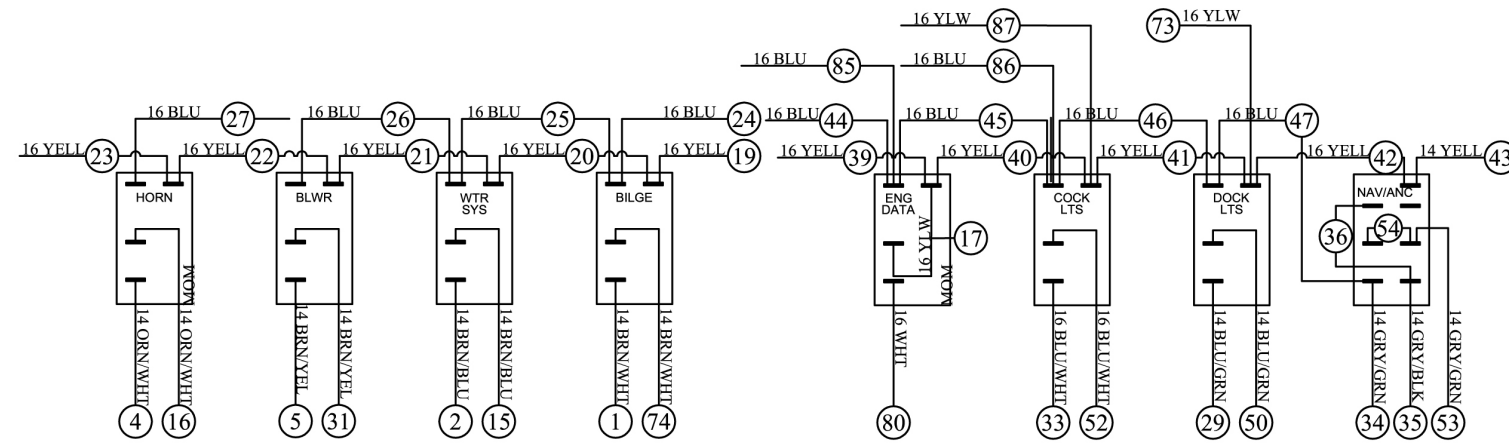 16 YLW 87 73 16 YLW
16 BLU 85 16 BLU 86
16 BLU 27 16 BLU 26 16 BLU 25 16 BLU 24 16 BLU 44 16 BLU 45 16 BLU 46 16 BLU 47
16 YELL 23 16 YELL 22 16 YELL 21 16 YELL 20 16 YELL 19 16 YELL 39 16 YELL 40 16 YELL 41 16 YELL 42 14 YELL 43
HORN BLWR WTR BILGE ENG COCK DOCK NAV/ANC
SYS DATA LTS LTS
16 YLW 17 36 54
MOM MOM
14 ORN/WHT 14 ORN/WHT 14 BRN/YEL 14 BRN/YEL 14 BRN/BLU 14 BRN/BLU 14 BRN/WHT 14 BRN/WHT 16 WHT 16 BLU/WHT 16 BLU/WHT 14 BLU/GRN 14 BLU/GRN 14 GRY/GRN 14 GRY/BLK 14 GRY/GRN
4 16 5 31 2 15 1 74 80 33 52 29 50 34 35 53